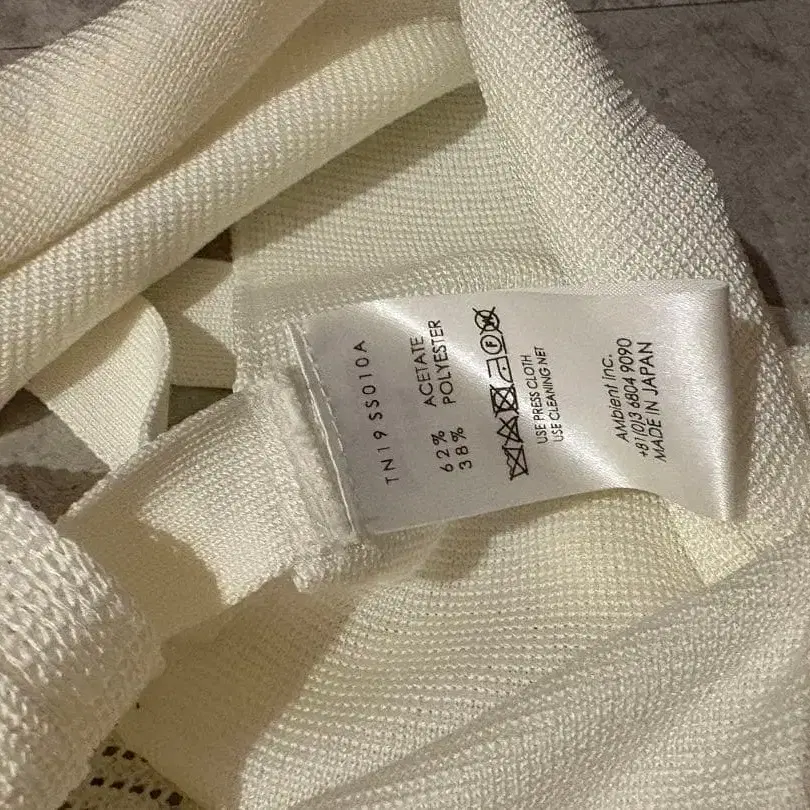 TN19SS010A
62% ACETATE
38% POLYESTER
F
W
USE PRESS CLOTH
USE CLEANING NET
AMbient Inc.
+81(0)3 6804 9090
MADE IN JAPAN